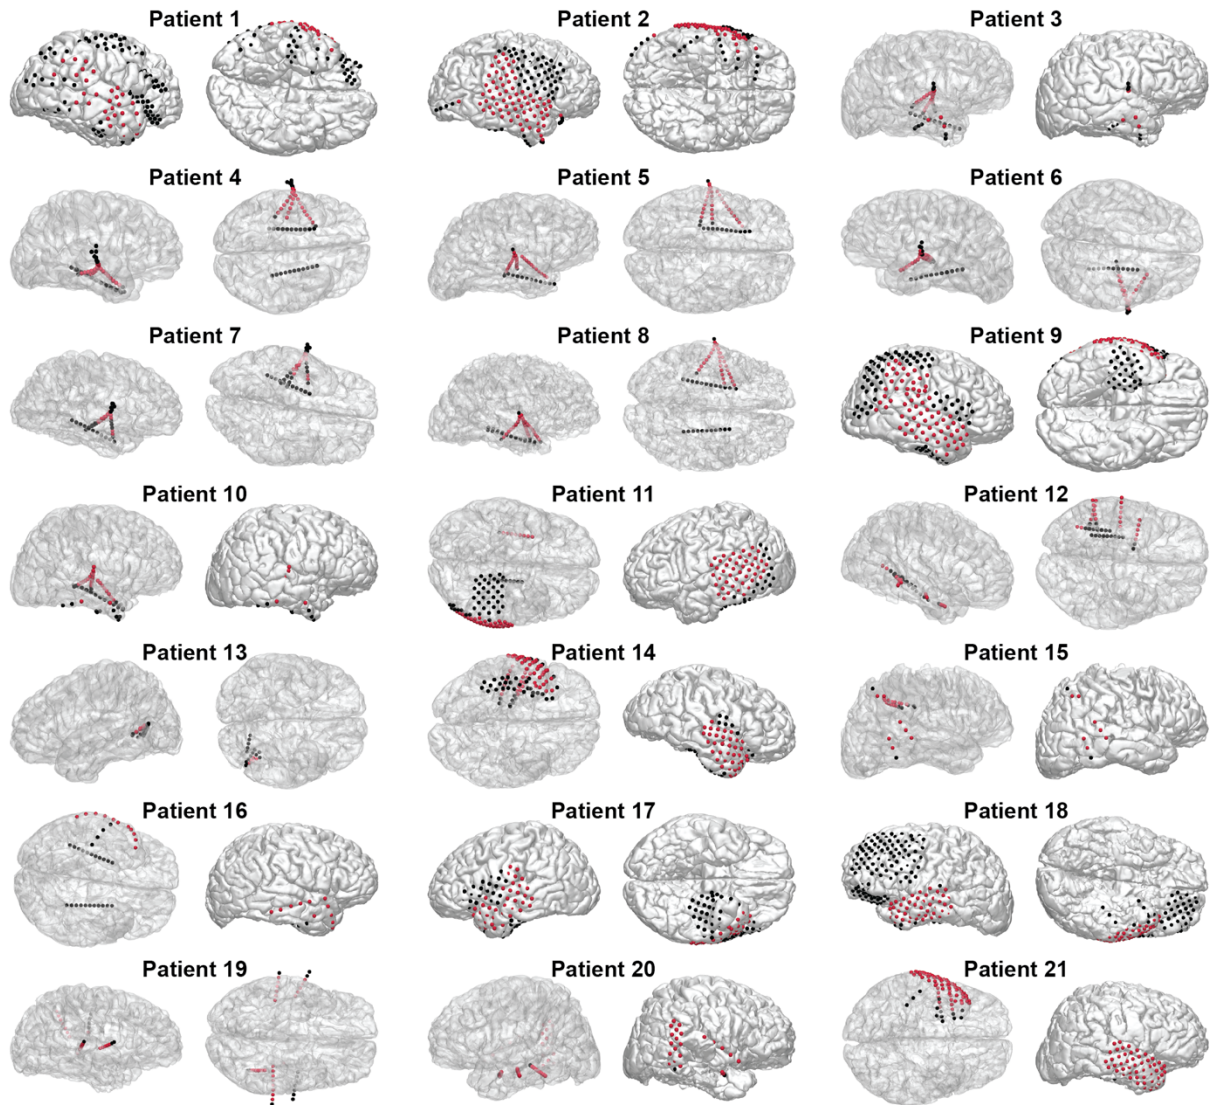 Patient 1
Patient 2
Patient 3
Patient 4
Patient 5
Patient 6
Patient 7
Patient 8
Patient 9
Patient 10
Patient 11
Patient 12
Patient 13
Patient 14
Patient 15
Patient 16
Patient 17
Patient 18
Patient 19
Patient 20
Patient 21